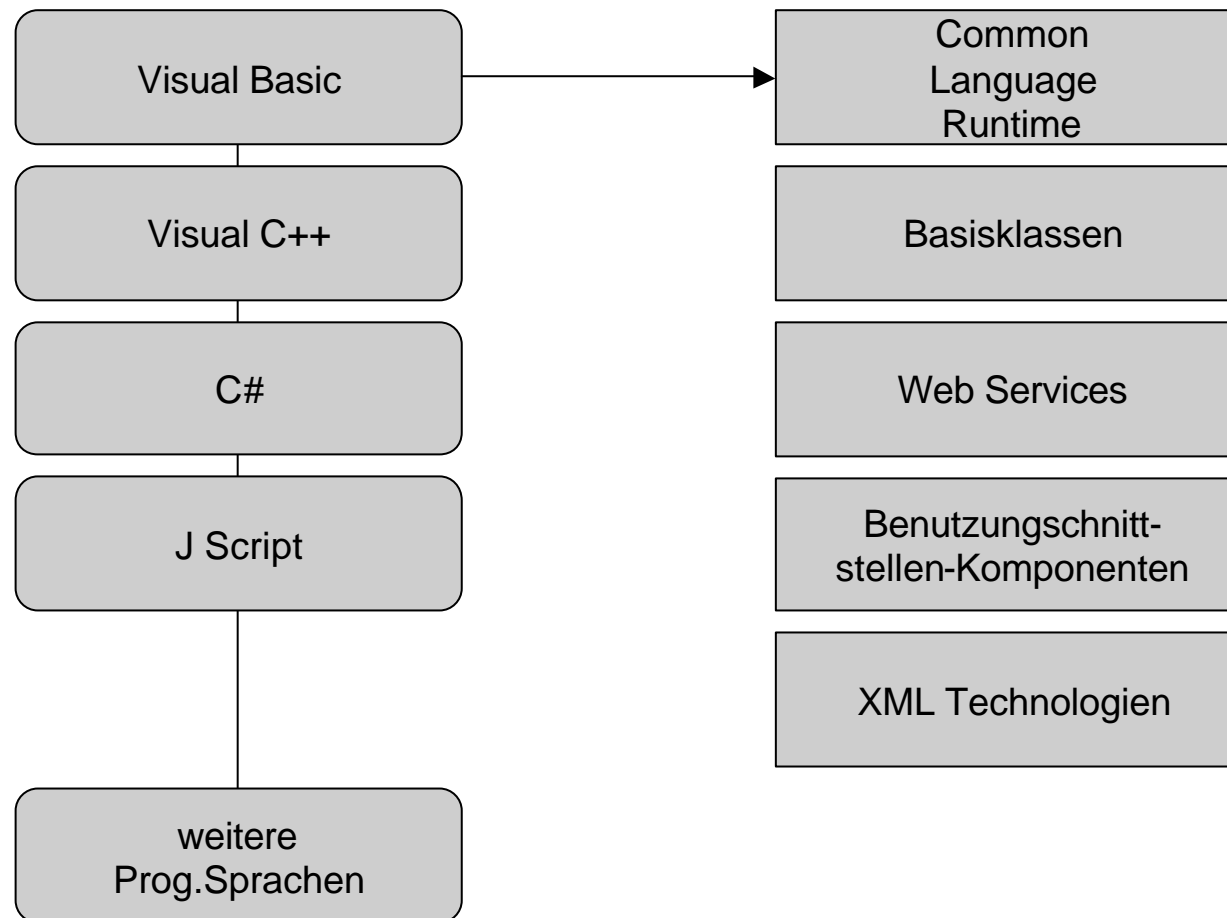 Visual Basic
Visual C++
C#
J Script
weitere
Prog.Sprachen
Common
Language
Runtime
Basisklassen
Web Services
Benutzungschnitt-
stellen-Komponenten
XML Technologien